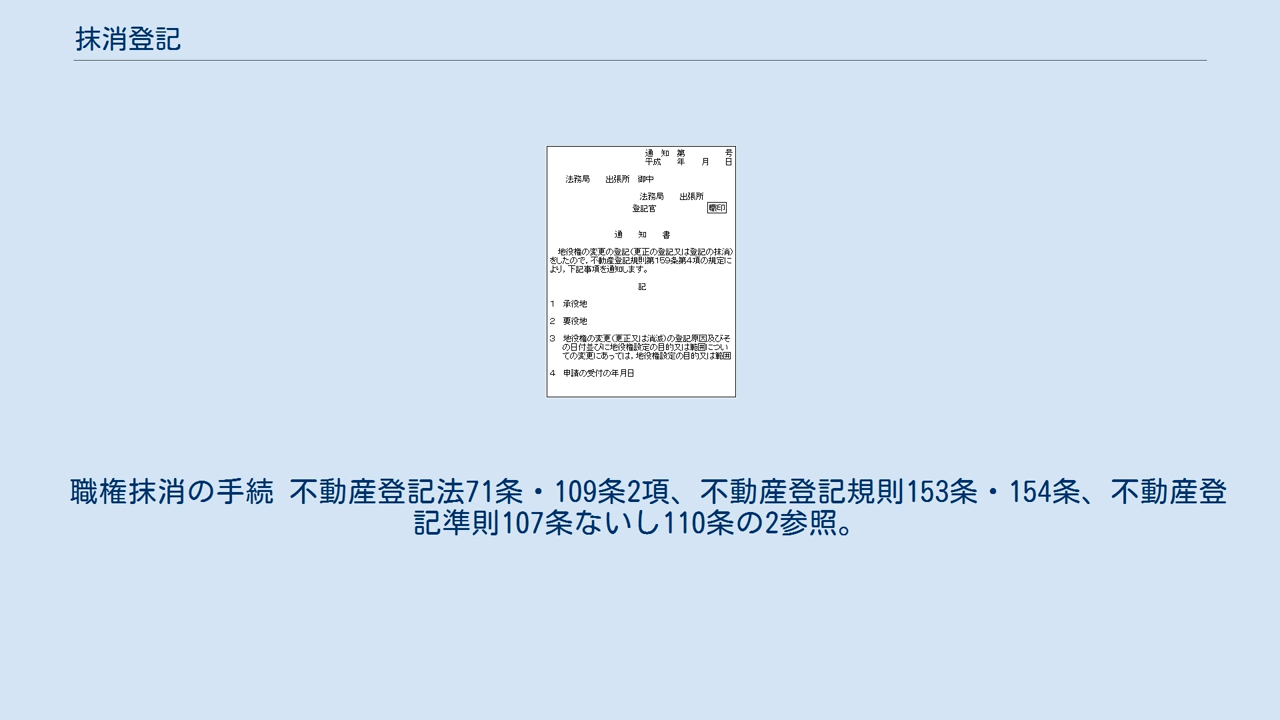 抹消登記
通 知 第 号
平成 年 月 日
法務局 出張所 御中
法務局 出張所
登記官 職印
通 知 書
地役権の変更の登記(更正の登記又は登記の抹消)
をしたので,不動産登記規則第159条第4項の規定に
より,下記事項を通知します。
記
1 承役地
2 要役地
3 地役権の変更(更正又は消滅)の登記原因及びそ
の日付並びに地役権設定の目的又は範囲につい
ての変更にあっては,地役権設定の目的又は範囲
4 申請の受付の年月日
職権抹消の手続 不動産登記法71条・109条2項、不動産登記規則153条・154条、不動産登
記準則107条ないし110条の2参照。